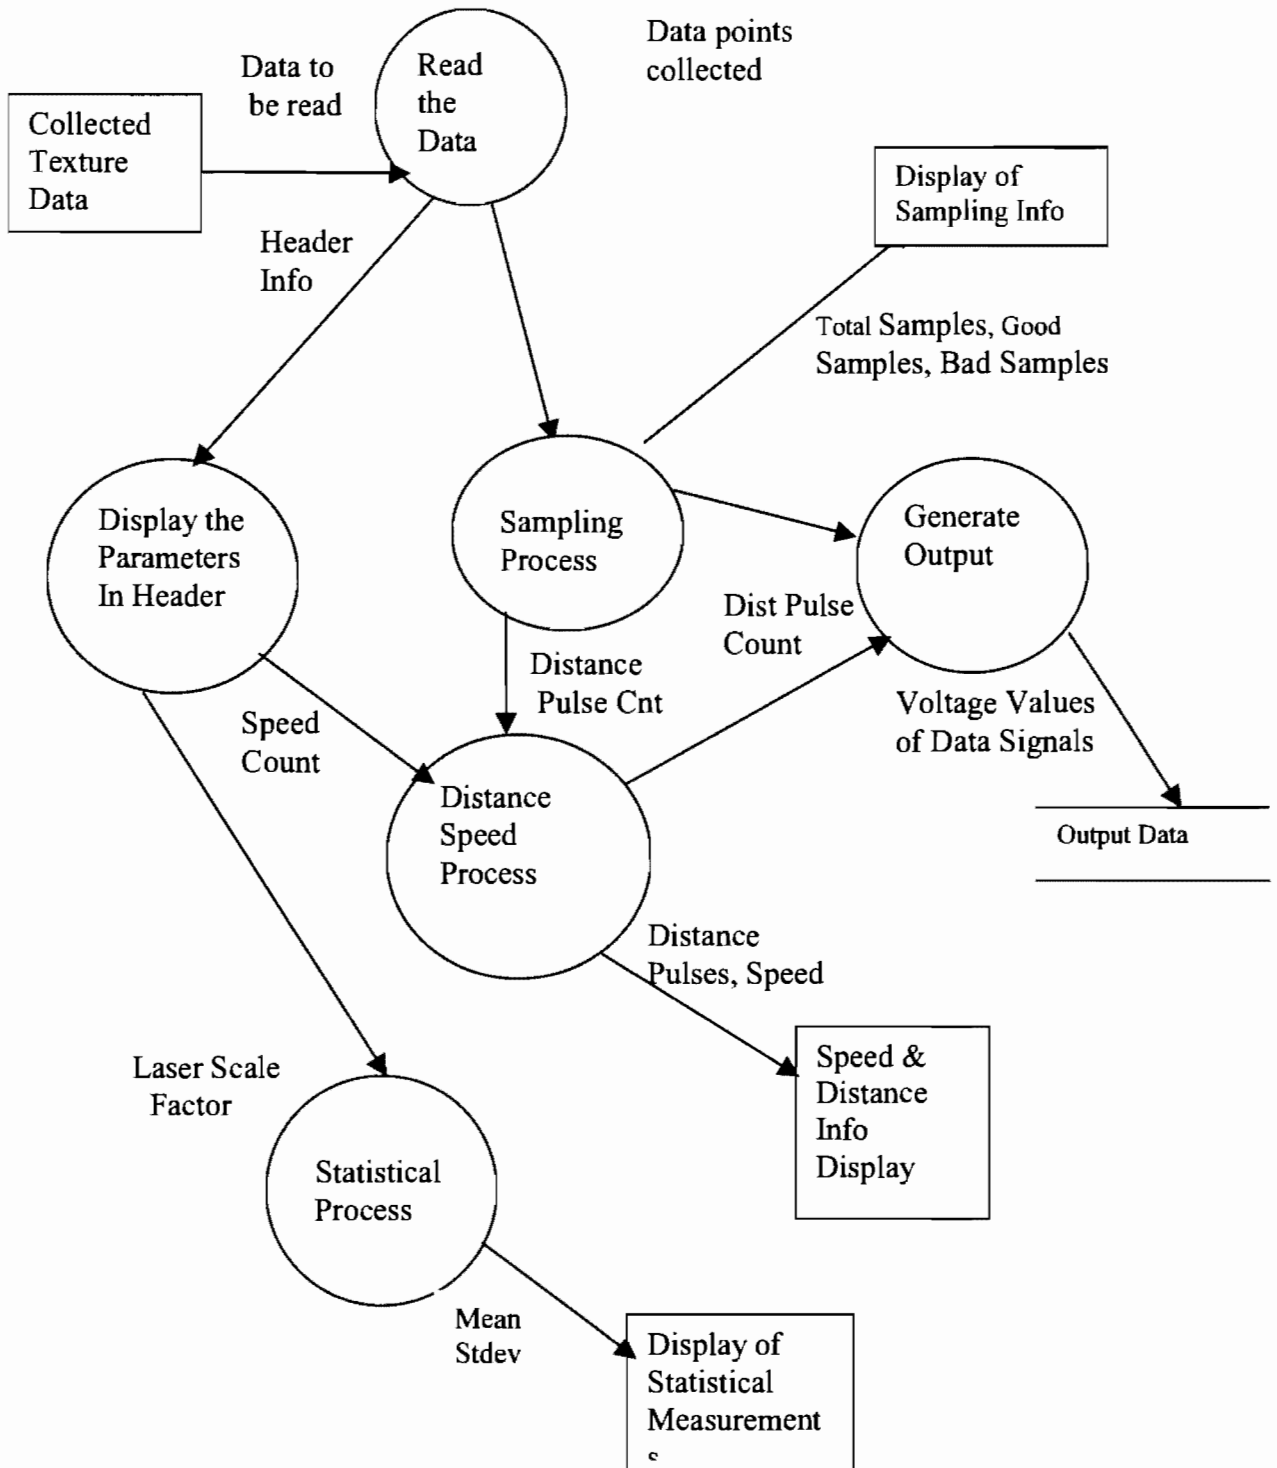 Data to
be read
Read
the
Data
Data points
collected
Collected
Texture
Data
Display of
Sampling Info
Header
Info
Total Samples, Good
Samples, Bad Samples
Display the
Parameters
In Header
Sampling
Process
Generate
Output
Dist Pulse
Count
Distance
Pulse Cnt
Speed
Count
Voltage Values
of Data Signals
Distance
Speed
Process
Output Data
Distance
Pulses, Speed
Laser Scale
Factor
Speed &
Distance
Info
Display
Statistical
Process
Mean
Stdev
Display of
Statistical
Measurement
s